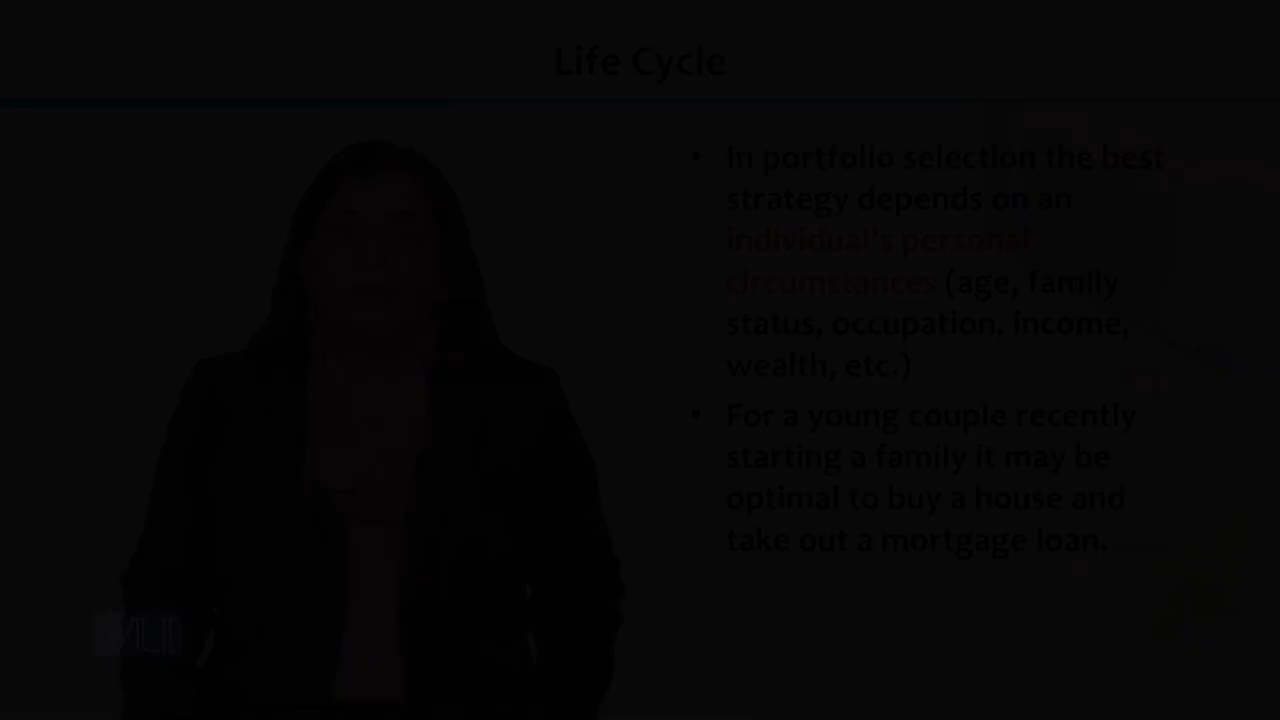 Life Cycle
• In portfolio selection the best
strategy depends on an
individual's personal
circumstances (age, family
status, occupation, income,
wealth, etc.)
• For a young couple recently
starting a family it may be
optimal to buy a house and
take out a mortgage loan.
VU